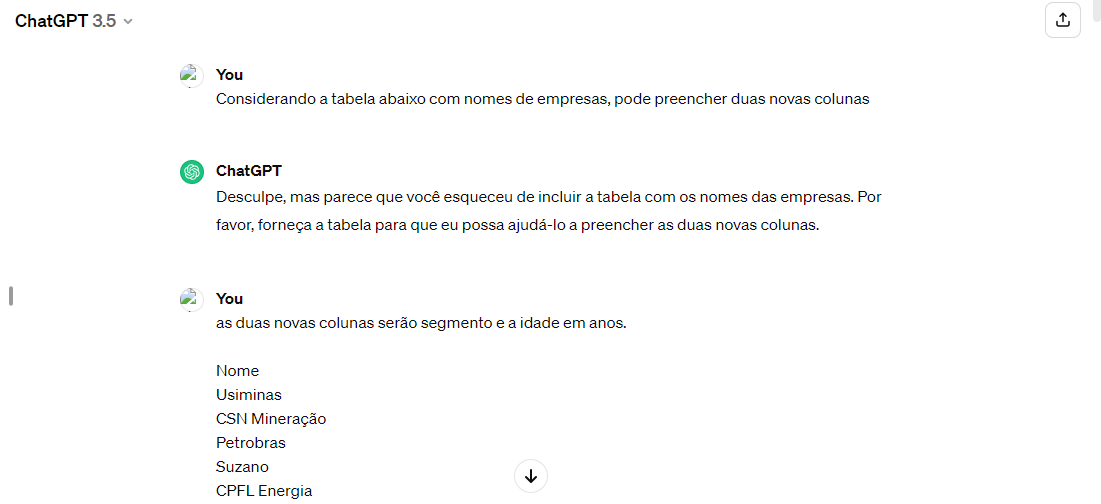 ChatGPT 3.5
You
Considerando a tabela abaixo com nomes de empresas, pode preencher duas novas colunas
ChatGPT
Desculpe, mas parece que você esqueceu de incluir a tabela com os nomes das empresas. Por
favor, forneça a tabela para que eu possa ajudá-lo a preencher as duas novas colunas.
You
as duas novas colunas serão segmento e a idade em anos.
Nome
Usiminas
CSN Mineração
Petrobras
Suzano
CPFL Energia